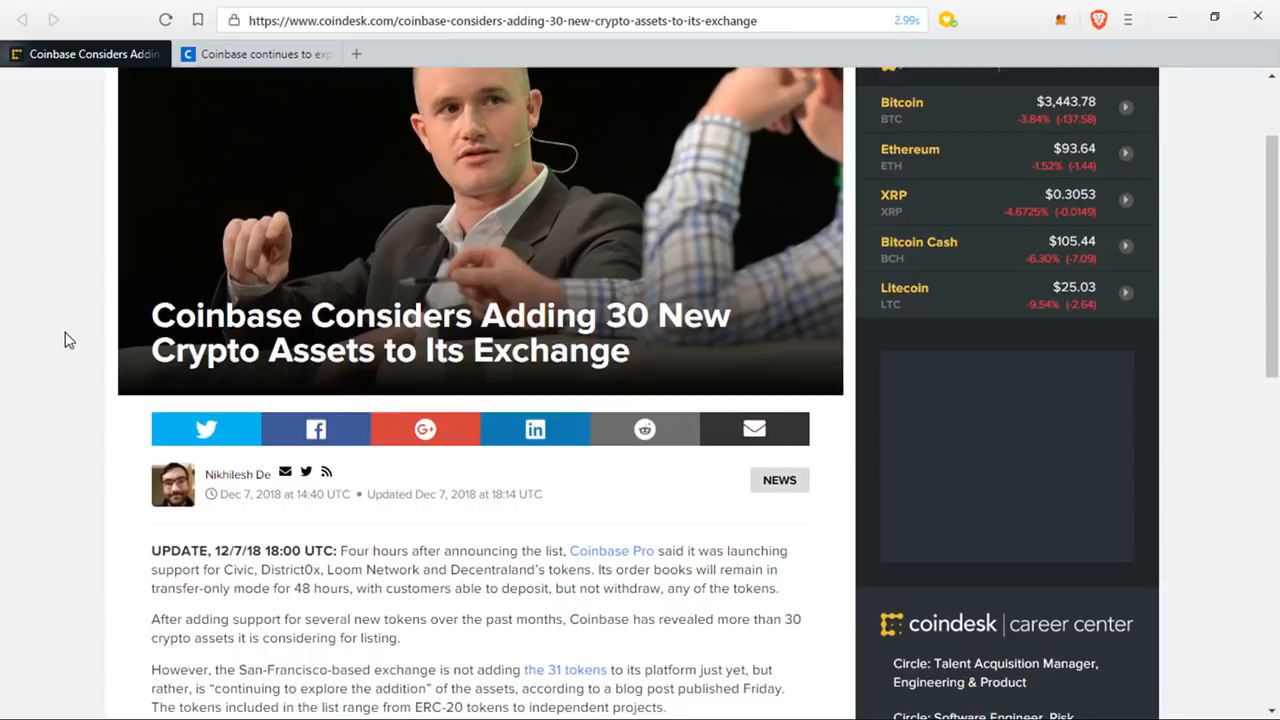 https://www.coindesk.com/coinbase-considers-adding-30-new-crypto-assets-to-its-exchange
2.99s
Coinbase Considers Addin
Coinbase continues to exp
Bitcoin
$3,443.78
BTC
-3.84% (-137.58)
Ethereum
$93.64
ETH
-1.52% (-1.44)
XRP
$0.3053
XRP
-4.6725% (-0.0149)
Bitcoin Cash
$105.44
BCH
-6.30% (-7.09)
Litecoin
$25.03
LTC
-9.54% (-2.64)
Coinbase Considers Adding 30 New
Crypto Assets to Its Exchange
Nikhilesh De
Dec 7, 2018 at 14:40 UTC • Updated Dec 7, 2018 at 18:14 UTC
NEWS
UPDATE, 12/7/18 18:00 UTC: Four hours after announcing the list, Coinbase Pro said it was launching
support for Civic, District0x, Loom Network and Decentraland's tokens. Its order books will remain in
transfer-only mode for 48 hours, with customers able to deposit, but not withdraw, any of the tokens.
After adding support for several new tokens over the past months, Coinbase has revealed more than 30
crypto assets it is considering for listing.
However, the San-Francisco-based exchange is not adding the 31 tokens to its platform just yet, but
rather, is “continuing to explore the addition” of the assets, according to a blog post published Friday.
The tokens included in the list range from ERC-20 tokens to independent projects.
coindesk | career center
Circle: Talent Acquisition Manager,
Engineering & Product
Circle: Software Engineer, Risk